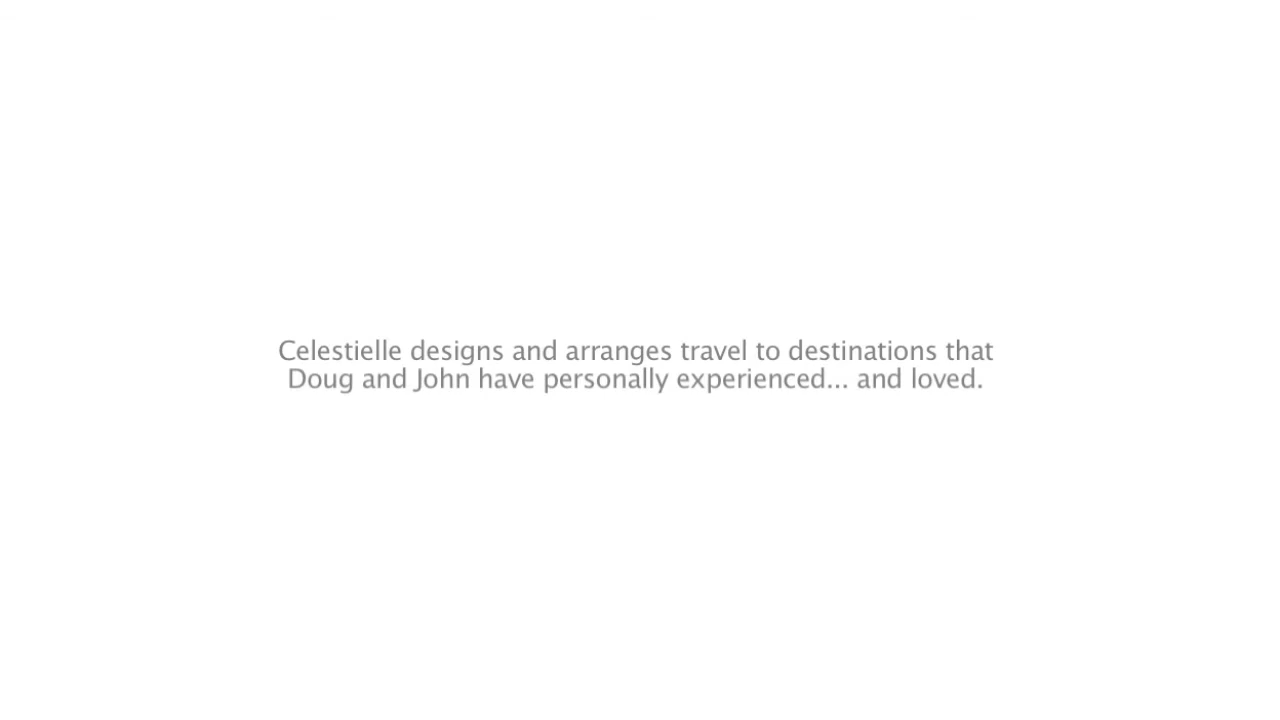 Celestielle designs and arranges travel to destinations that
Doug and John have personally experienced... and loved.